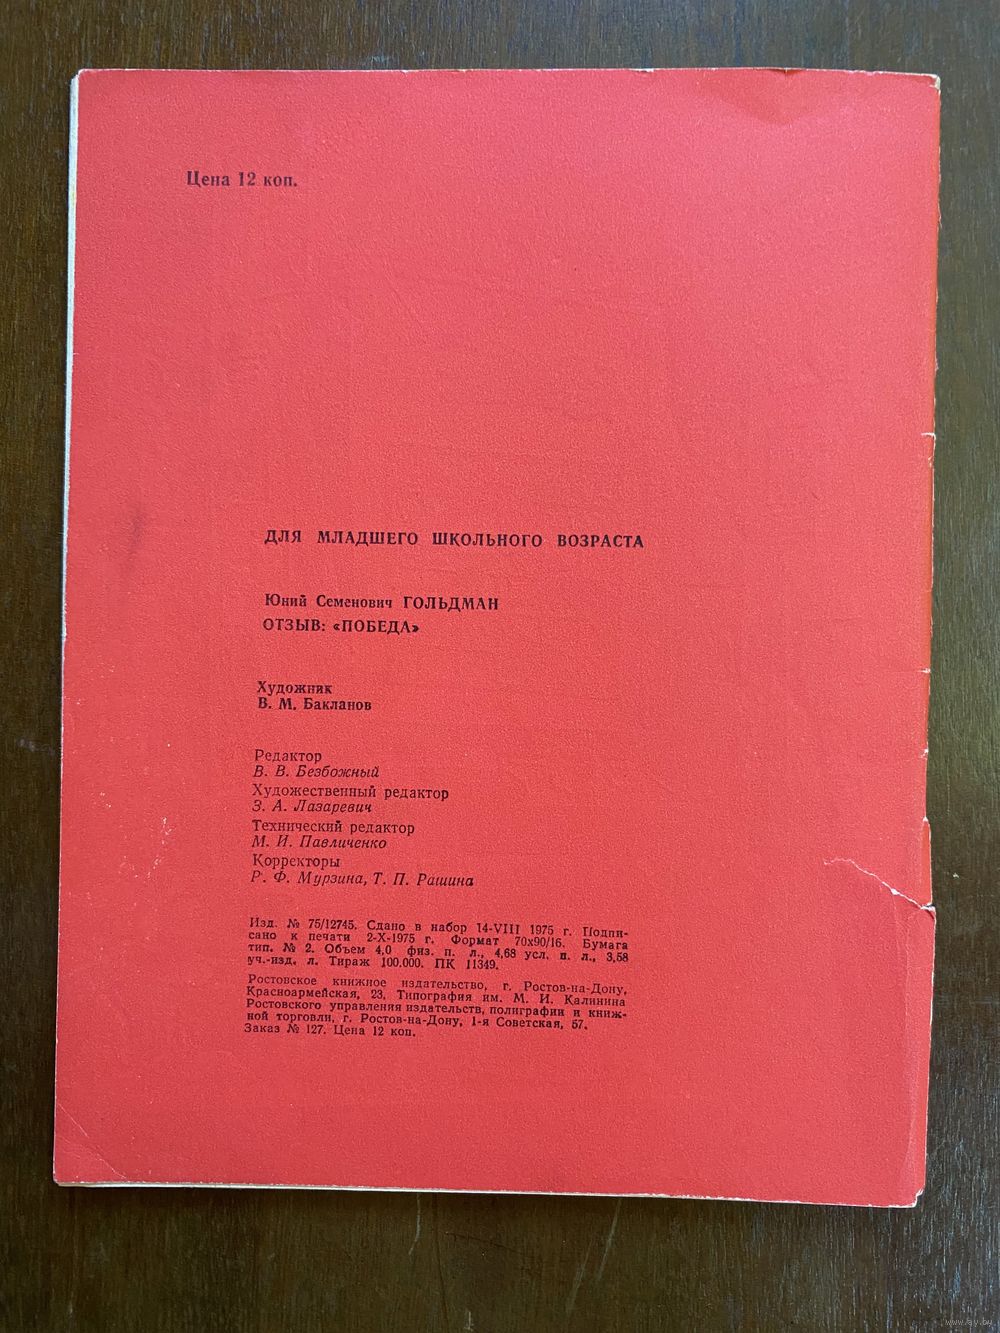 Цена 12 коп.
ДЛЯ МЛАДШЕГО ШКОЛЬНОГО ВОЗРАСТА
Юний Семенович ГОЛЬДМАН
ОТЗЫВ: «ПОБЕДА»
Художник
В. М. Бакланов
Редактор
В. В. Безбожный
Художественный редактор
З. А. Лазаревич
Технический редактор
М. И. Павличенко
Корректоры
Р. Ф. Мурзина, Т. П. Рашина
Изд. № 75/12745. Сдано в набор 14-VIII 1975 г. Подпи-
сано к печати 2-X-1975 г. Формат 70х90/16. Бумага
тип. № 2. Объем 4,0 физ. п. л., 4,68 усл. п. л., 3,58
уч.-изд. л. Тираж 100.000. ПК 11349.
Ростовское книжное издательство, г. Ростов-на-Дону,
Красноармейская, 23. Типография им. М. И. Калинина
Ростовского управления издательств, полиграфии и книж-
ной торговли, г. Ростов-на-Дону, 1-я Советская, 57.
Заказ № 127. Цена 12 коп.
www.ay.by